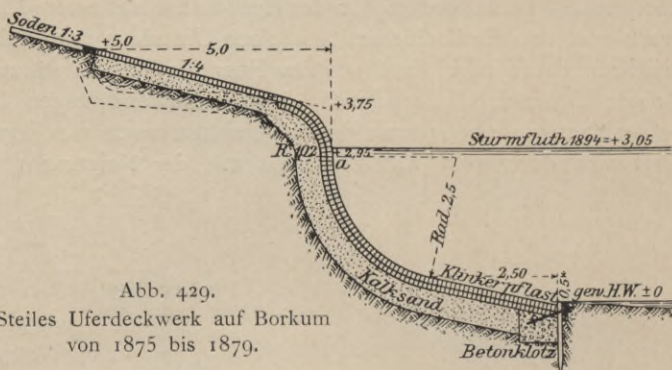 Soden 1:3
+5,0
5,0
1:4
+3,75
Sturmfluth 1894=+3,05
+2,95
a
Rad. 2,5
2,50
Klinkerpflast
0,5
gew. H.W. ±0
Kalksand
Betonklotz
Abb. 429.
Steiles Uferdeckwerk auf Borkum
von 1875 bis 1879.